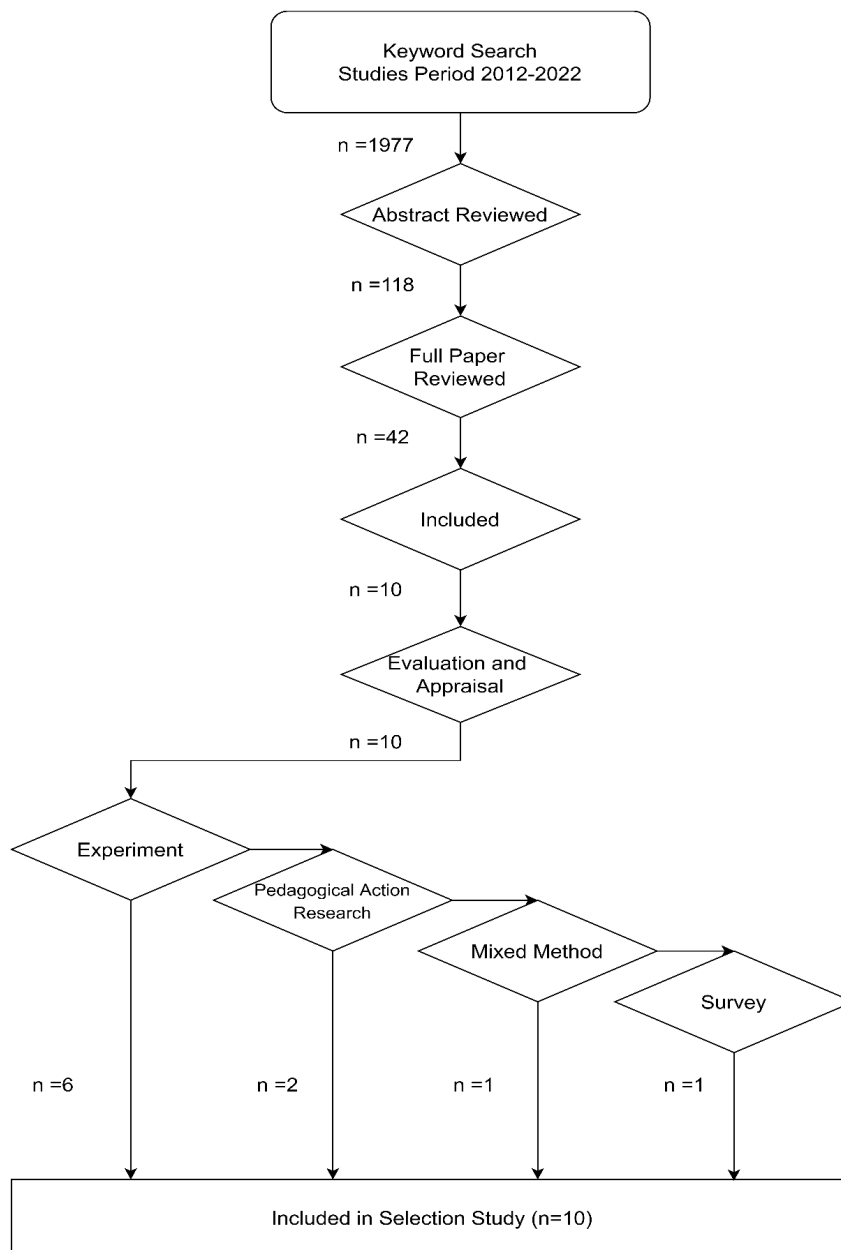 Keyword Search
Studies Period 2012-2022
n =1977
Abstract Reviewed
n =118
Full Paper
Reviewed
n =42
Included
n =10
Evaluation and
Appraisal
n =10
Experiment
Pedagogical Action
Research
Mixed Method
Survey
n =6
n =2
n =1
n =1
Included in Selection Study (n=10)